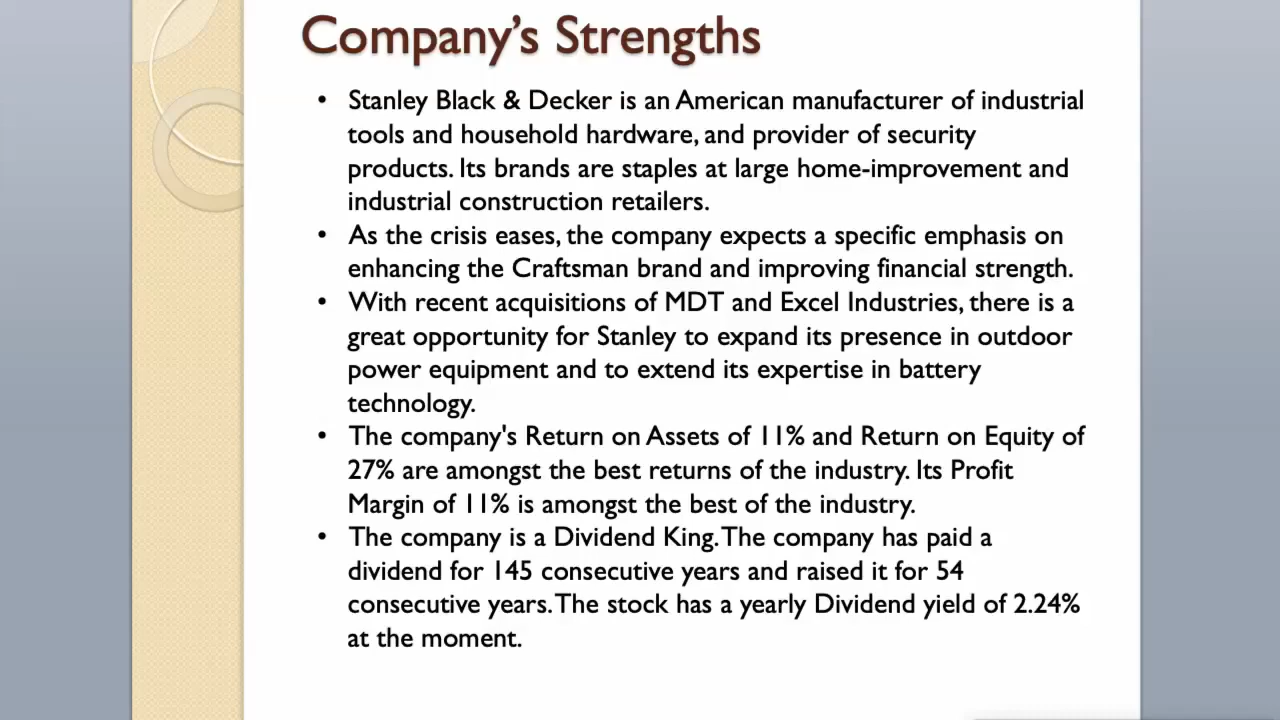 Company's Strengths
• Stanley Black & Decker is an American manufacturer of industrial
tools and household hardware, and provider of security
products. Its brands are staples at large home-improvement and
industrial construction retailers.
• As the crisis eases, the company expects a specific emphasis on
enhancing the Craftsman brand and improving financial strength.
• With recent acquisitions of MDT and Excel Industries, there is a
great opportunity for Stanley to expand its presence in outdoor
power equipment and to extend its expertise in battery
technology.
• The company's Return on Assets of 11% and Return on Equity of
27% are amongst the best returns of the industry. Its Profit
Margin of 11% is amongst the best of the industry.
• The company is a Dividend King. The company has paid a
dividend for 145 consecutive years and raised it for 54
consecutive years. The stock has a yearly Dividend yield of 2.24%
at the moment.